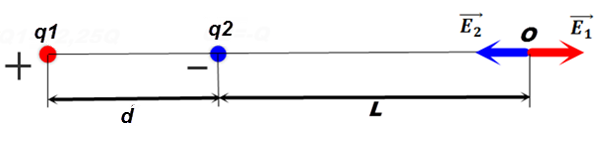 q1 q2 E₂ O E₁
+ −
d L